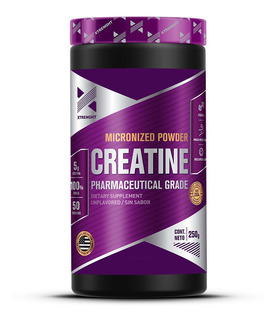 XTRENGHT
MICRONIZED POWDER
CREATINE
PHARMACEUTICAL GRADE
DIETARY SUPPLEMENT
UNFLAVORED / SIN SABOR
5g
100%
50
CONT.
NETO
250g